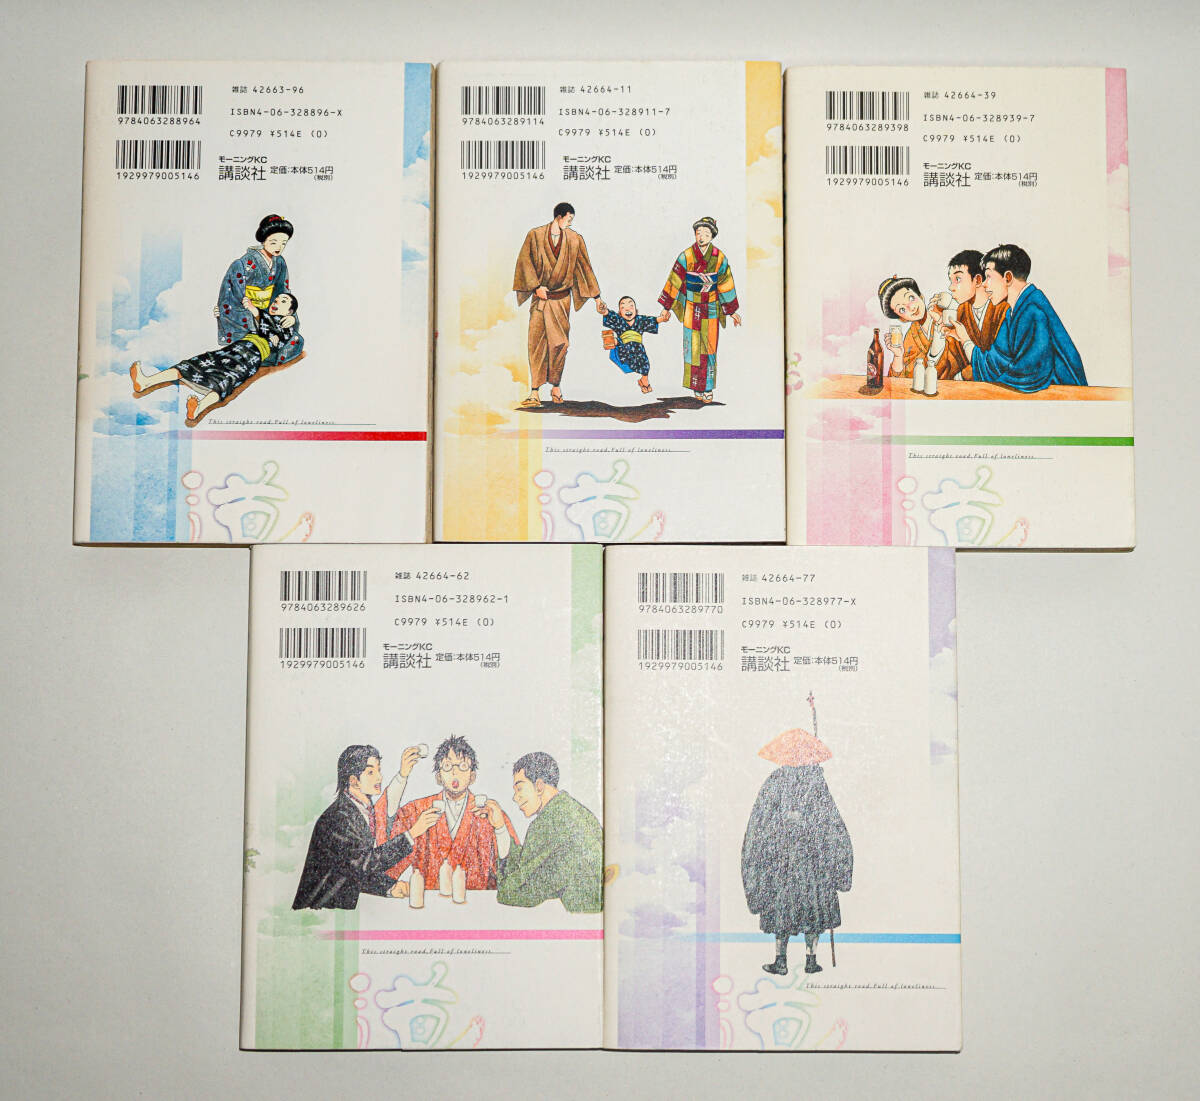 雑誌 42663-96
ISBN4-06-328896-X
9784063288964
C9979 ¥514E (0)
モーニングKC
講談社 定価:本体514円
(税別)
1929979005146
This straight road, Full of loneliness.
道
雑誌 42664-11
ISBN4-06-328911-7
9784063289114
C9979 ¥514E (0)
モーニングKC
講談社 定価:本体514円
(税別)
1929979005146
This straight road, Full of loneliness.
道
雑誌 42664-39
ISBN4-06-328939-7
9784063289398
C9979 ¥514E (0)
モーニングKC
講談社 定価:本体514円
(税別)
1929979005146
This straight road, Full of loneliness.
道
雑誌 42664-62
ISBN4-06-328962-1
9784063289626
C9979 ¥514E (0)
モーニングKC
講談社 定価:本体514円
(税別)
1929979005146
This straight road, Full of loneliness.
道
雑誌 42664-77
ISBN4-06-328977-X
9784063289770
C9979 ¥514E (0)
モーニングKC
講談社 定価:本体514円
(税別)
1929979005146
This straight road, Full of loneliness.
道